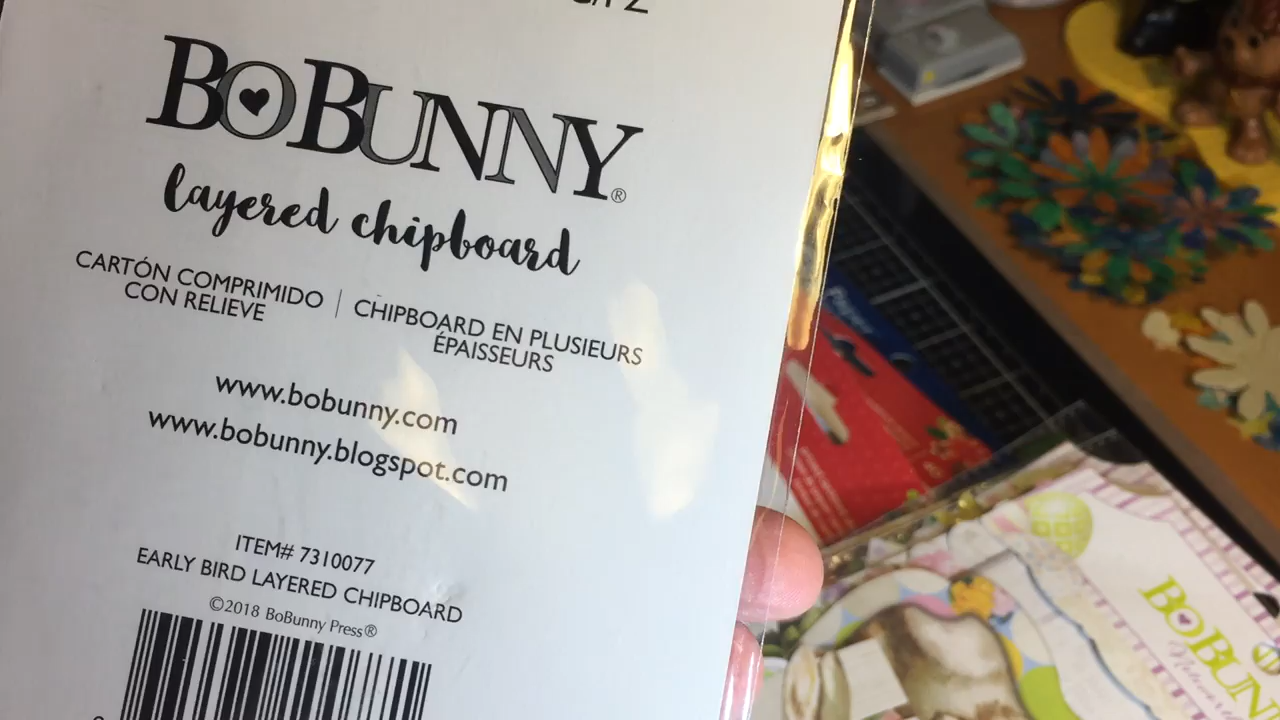 BOBUNNY®
layered chipboard
CARTÓN COMPRIMIDO
CON RELIEVE
CHIPBOARD EN PLUSIEURS
ÉPAISSEURS
www.bobunny.com
www.bobunny.blogspot.com
ITEM# 7310077
EARLY BIRD LAYERED CHIPBOARD
©2018 BoBunny Press®
BOBUN